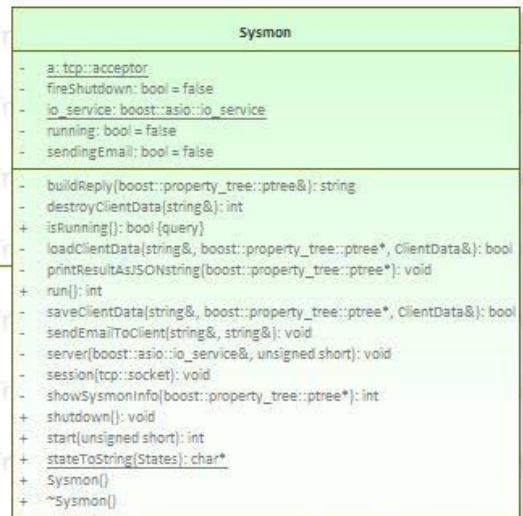 Sysmon
- a: tcp::acceptor
- fireShutdown: bool = false
- io_service: boost::asio::io_service
- running: bool = false
- sendingEmail: bool = false
- buildReply(boost::property_tree::ptree&): string
- destroyClientData(string&): int
+ isRunning(): bool {query}
- loadClientData(string&, boost::property_tree::ptree*, ClientData&): bool
- printResultAsJSONstring(boost::property_tree::ptree*): void
+ run(): int
- saveClientData(string&, boost::property_tree::ptree*, ClientData&): bool
- sendEmailToClient(string&, string&): void
- server(boost::asio::io_service&, unsigned short): void
- session(tcp::socket): void
- showSysmonInfo(boost::property_tree::ptree*): int
+ shutdown(): void
+ start(unsigned short): int
+ stateToString(States): char*
+ Sysmon()
+ ~Sysmon()